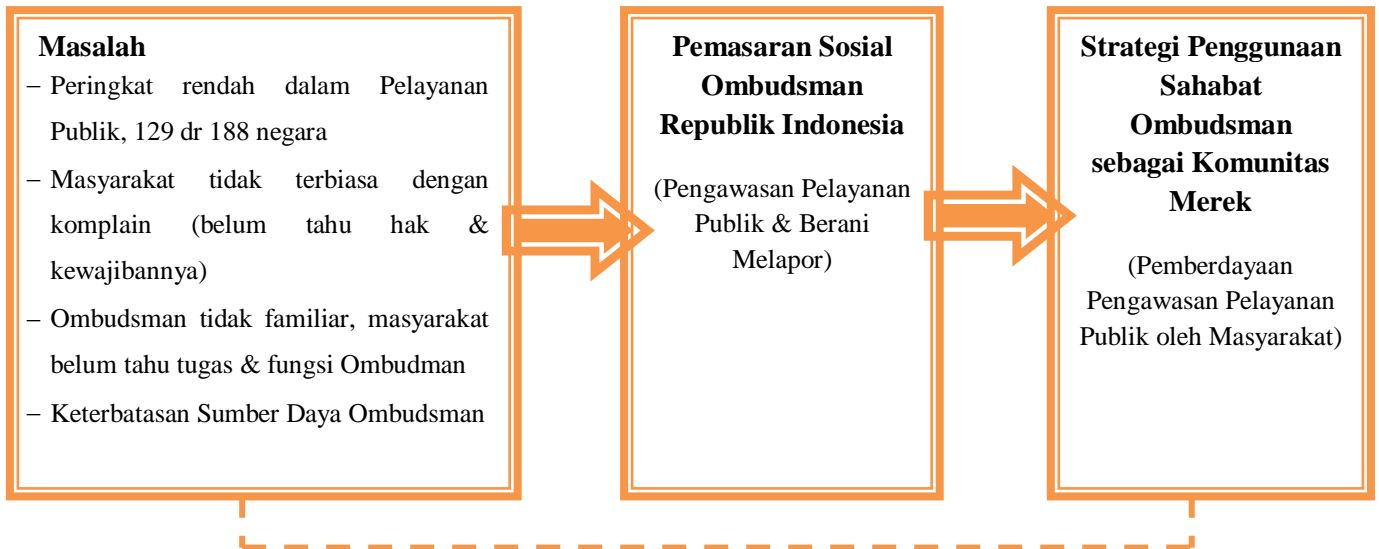 Masalah
– Peringkat rendah dalam Pelayanan
Publik, 129 dr 188 negara
– Masyarakat tidak terbiasa dengan
komplain (belum tahu hak &
kewajibannya)
– Ombudsman tidak familiar, masyarakat
belum tahu tugas & fungsi Ombudman
– Keterbatasan Sumber Daya Ombudsman
Pemasaran Sosial
Ombudsman
Republik Indonesia
(Pengawasan Pelayanan
Publik & Berani
Melapor)
Strategi Penggunaan
Sahabat
Ombudsman
sebagai Komunitas
Merek
(Pemberdayaan
Pengawasan Pelayanan
Publik oleh Masyarakat)